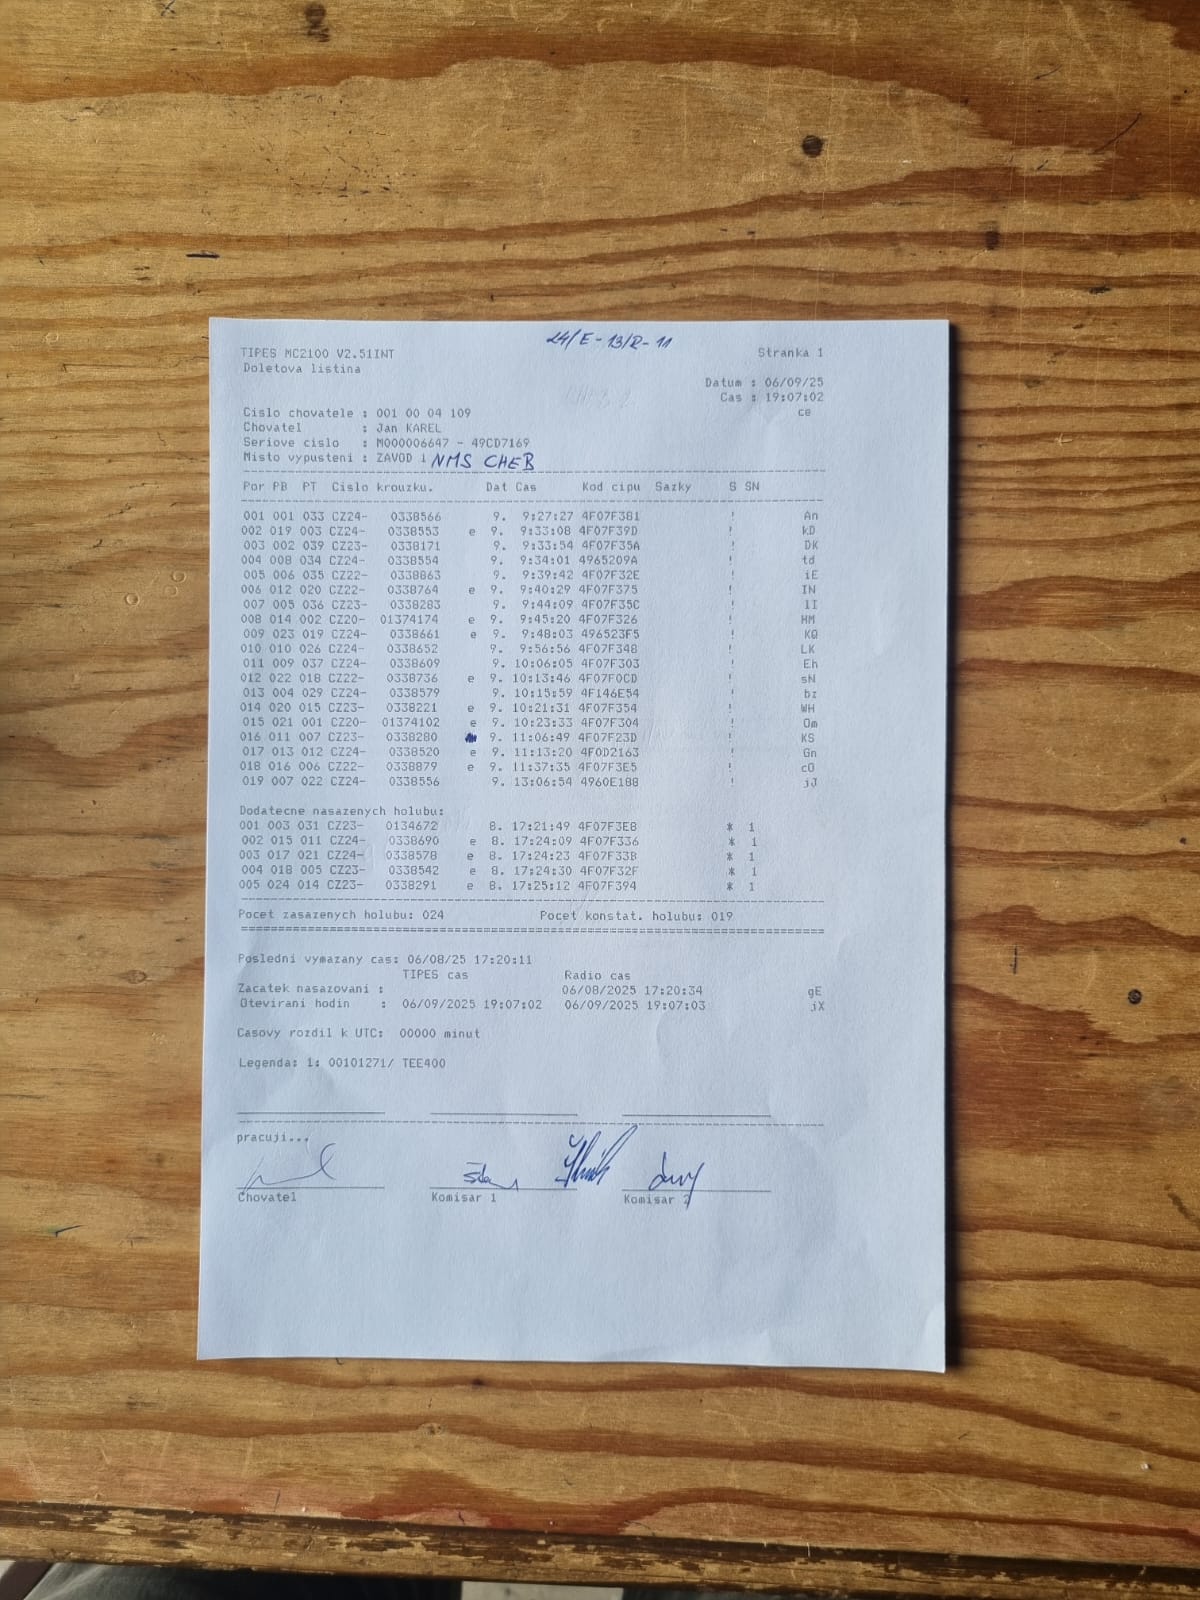 24/E-13/R-11
TIPES MC2100 V2.51INT Stranka 1
Doletova listina
Datum : 06/09/25
Cas : 19:07:02
Cislo chovatele : 001 00 04 109 ce
Chovatel : Jan KAREL
Seriove cislo : M000006647 - 49CD7169
Misto vypusteni : ZAVOD 1 NMS CHEB
Por PB PT Cislo krouzku. Dat Cas Kod cipu Sazky S SN
001 001 033 CZ24- 0338566 9. 9:27:27 4F07F381 ! An
002 019 003 CZ24- 0338553 e 9. 9:33:08 4F07F39D ! kD
003 002 039 CZ23- 0338171 9. 9:33:54 4F07F35A ! DK
004 008 034 CZ24- 0338554 9. 9:34:01 4965209A ! td
005 006 035 CZ22- 0338863 9. 9:39:42 4F07F32E ! iE
006 012 020 CZ22- 0338764 e 9. 9:40:29 4F07F375 ! IN
007 005 036 CZ23- 0338283 9. 9:44:09 4F07F35C !
008 014 002 CZ20- 01374174 e 9. 9:45:20 4F07F326 ! HM
009 023 019 CZ24- 0338661 e 9. 9:48:03 496523F5 !
010 010 026 CZ24- 0338652 9. 9:56:56 4F07F348 ! LK
011 009 037 CZ24- 0338609 9. 10:06:05 4F07F303 ! Eh
012 022 018 CZ22- 0338736 e 9. 10:13:46 4F07F0CD ! sN
013 004 029 CZ24- 0338579 9. 10:15:59 4F146E54 ! bz
014 020 015 CZ23- 0338221 e 9. 10:21:31 4F07F354 ! WH
015 021 001 CZ20- 01374102 e 9. 10:23:33 4F07F304 ! Om
016 011 007 CZ23- 0338280 9. 11:06:49 4F07F23D ! KS
017 013 012 CZ24- 0338520 e 9. 11:13:20 4F0D2163 ! Gn
018 016 006 CZ22- 0338879 e 9. 11:37:35 4F07F3E5 ! cO
019 007 022 CZ24- 0338556 9. 13:06:54 4960E188 ! jJ
Dodatecne nasazenych holubu:
001 003 031 CZ23- 0134672 8. 17:21:49 4F07F3E8 * 1
002 015 011 CZ24- 0338690 e 8. 17:24:09 4F07F336 * 1
003 017 021 CZ24- 0338578 e 8. 17:24:23 4F07F33B * 1
004 018 005 CZ23- 0338542 e 8. 17:24:30 4F07F32F * 1
005 024 014 CZ23- 0338291 e 8. 17:25:12 4F07F394 * 1
Pocet zasazenych holubu: 024 Pocet konstat. holubu: 019
Posledni vymazany cas: 06/08/25 17:20:11
TIPES cas Radio cas
Zacatek nasazovani : 06/08/2025 17:20:34 gE
Otevirani hodin : 06/09/2025 19:07:02 06/09/2025 19:07:03 jX
Casovy rozdil k UTC: 00000 minut
Legenda: 1: 00101271/ TEE400
pracuji...
Chovatel Komisar 1 Komisar 2